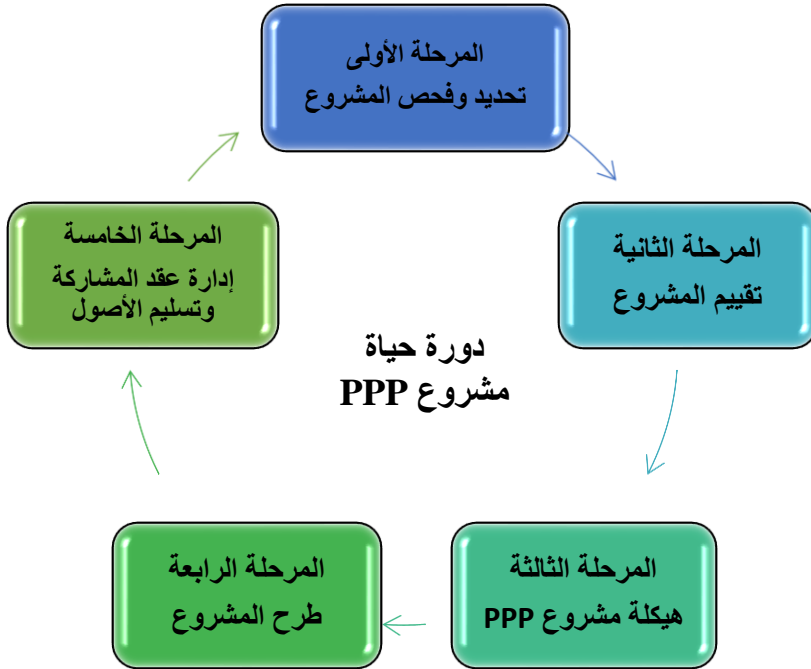 المرحلة الأولى
تحديد وفحص المشروع
المرحلة الثانية
تقييم المشروع
المرحلة الثالثة
هيكلة مشروع PPP
المرحلة الرابعة
طرح المشروع
المرحلة الخامسة
إدارة عقد المشاركة
وتسليم الأصول
دورة حياة
مشروع PPP